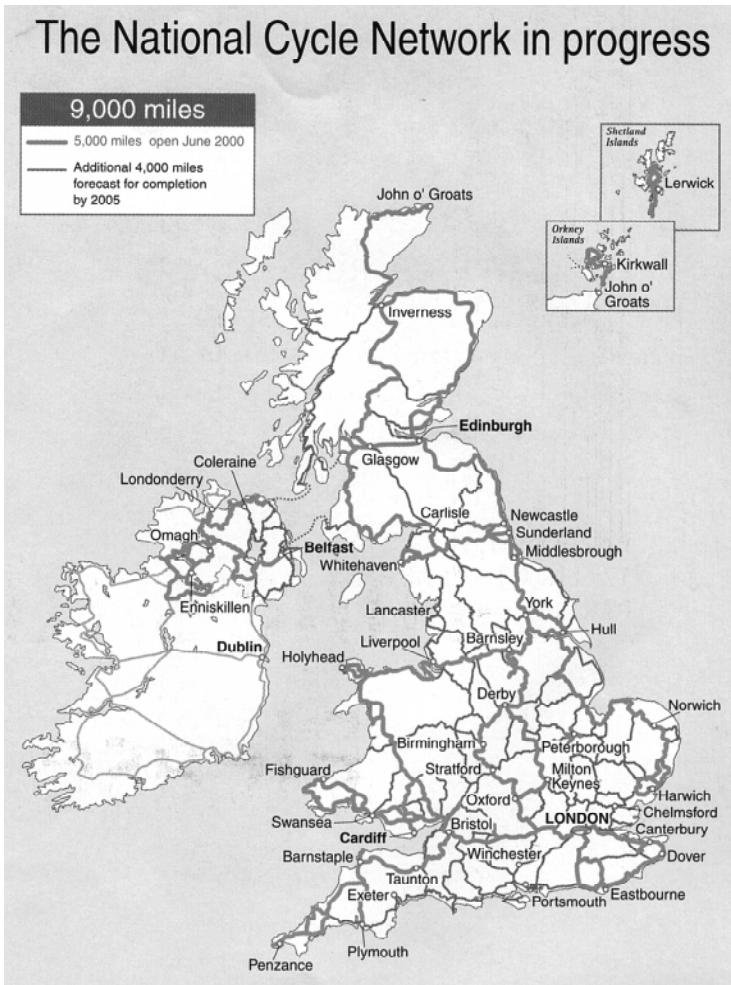 The National Cycle Network in progress
9,000 miles
5,000 miles open June 2000
Additional 4,000 miles
forecast for completion
by 2005
Shetland
Islands
Lerwick
Orkney
Islands
Kirkwall
John o'
Groats
John o' Groats
Inverness
Edinburgh
Glasgow
Coleraine
Londonderry
Carlisle
Newcastle
Sunderland
Omagh
Belfast
Middlesbrough
Whitehaven
Enniskillen
York
Lancaster
Hull
Barnsley
Liverpool
Dublin
Holyhead
Derby
Norwich
Birmingham
Peterborough
Fishguard
Stratford
Milton
Keynes
Harwich
Oxford
Chelmsford
Swansea
LONDON
Bristol
Canterbury
Cardiff
Barnstaple
Winchester
Dover
Taunton
Exeter
Eastbourne
Portsmouth
Plymouth
Penzance